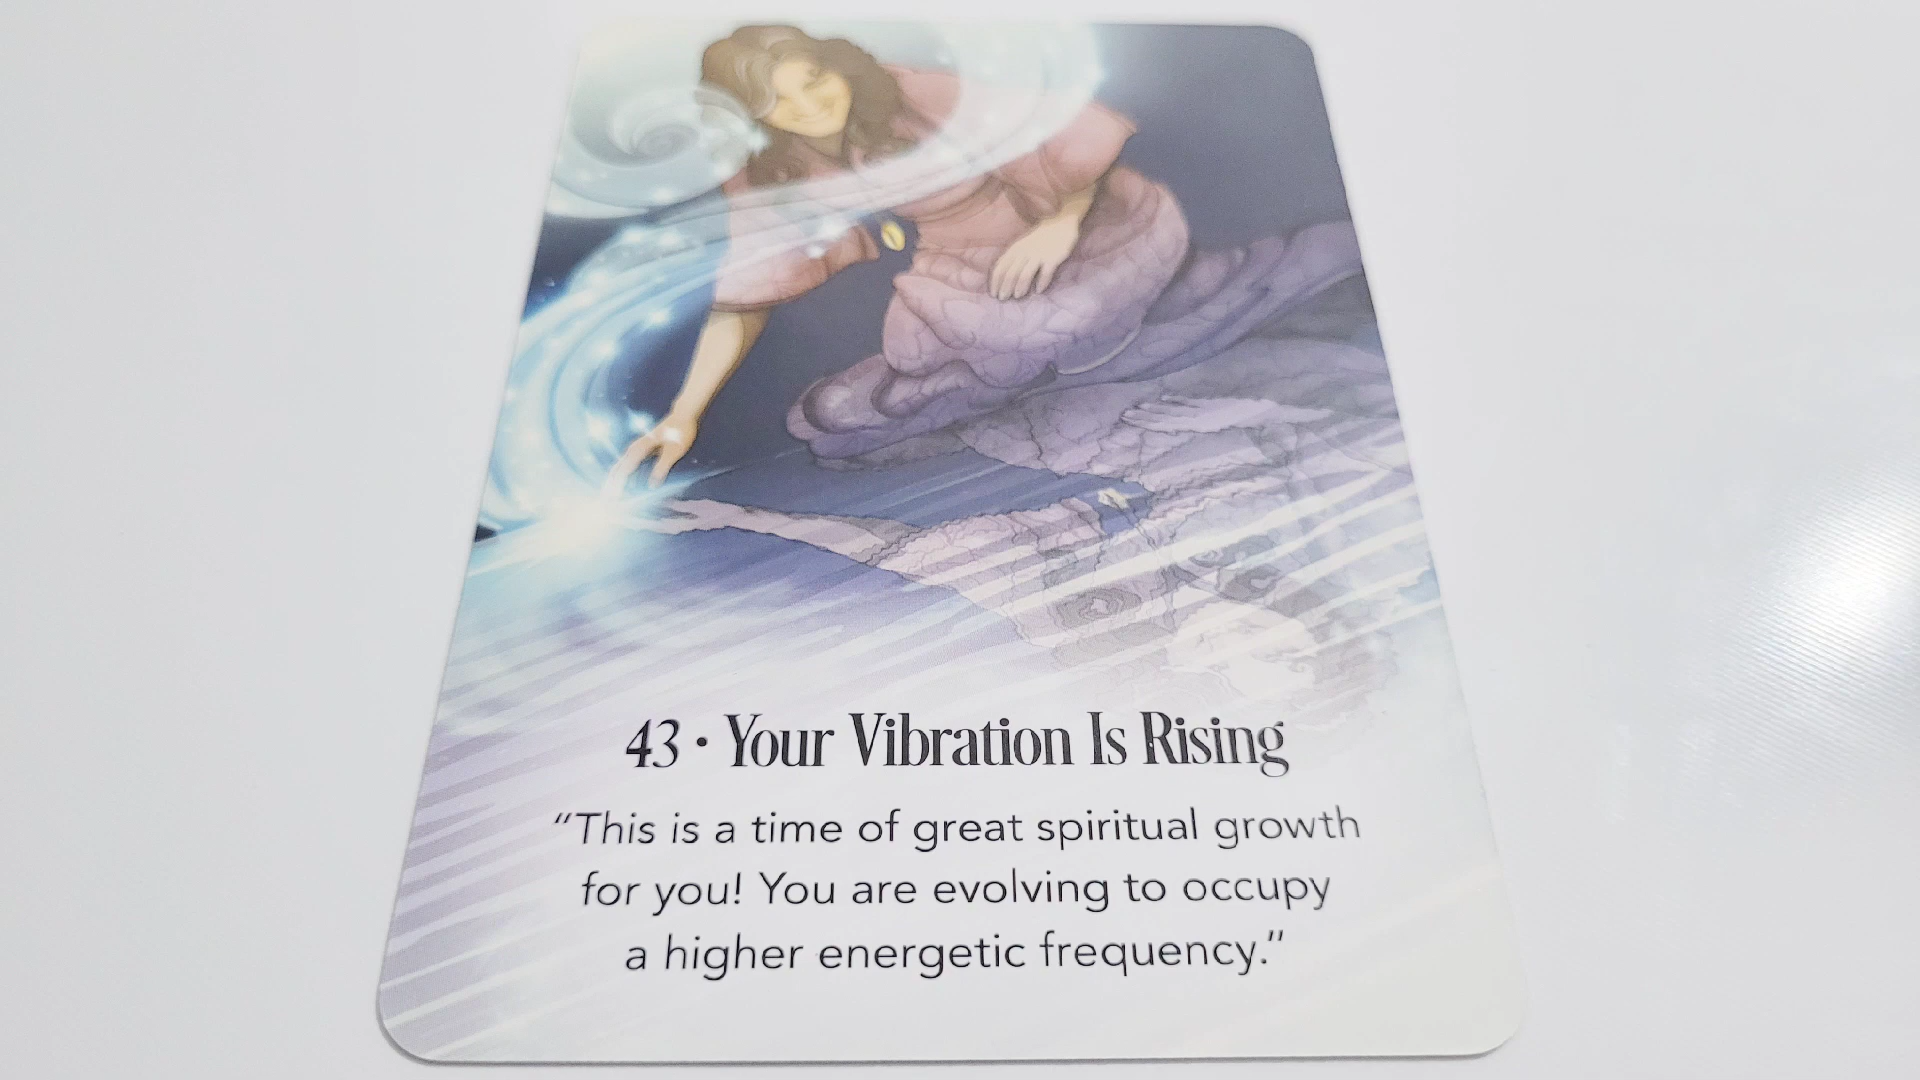 43 · Your Vibration Is Rising
“This is a time of great spiritual growth
for you! You are evolving to occupy
a higher energetic frequency.”